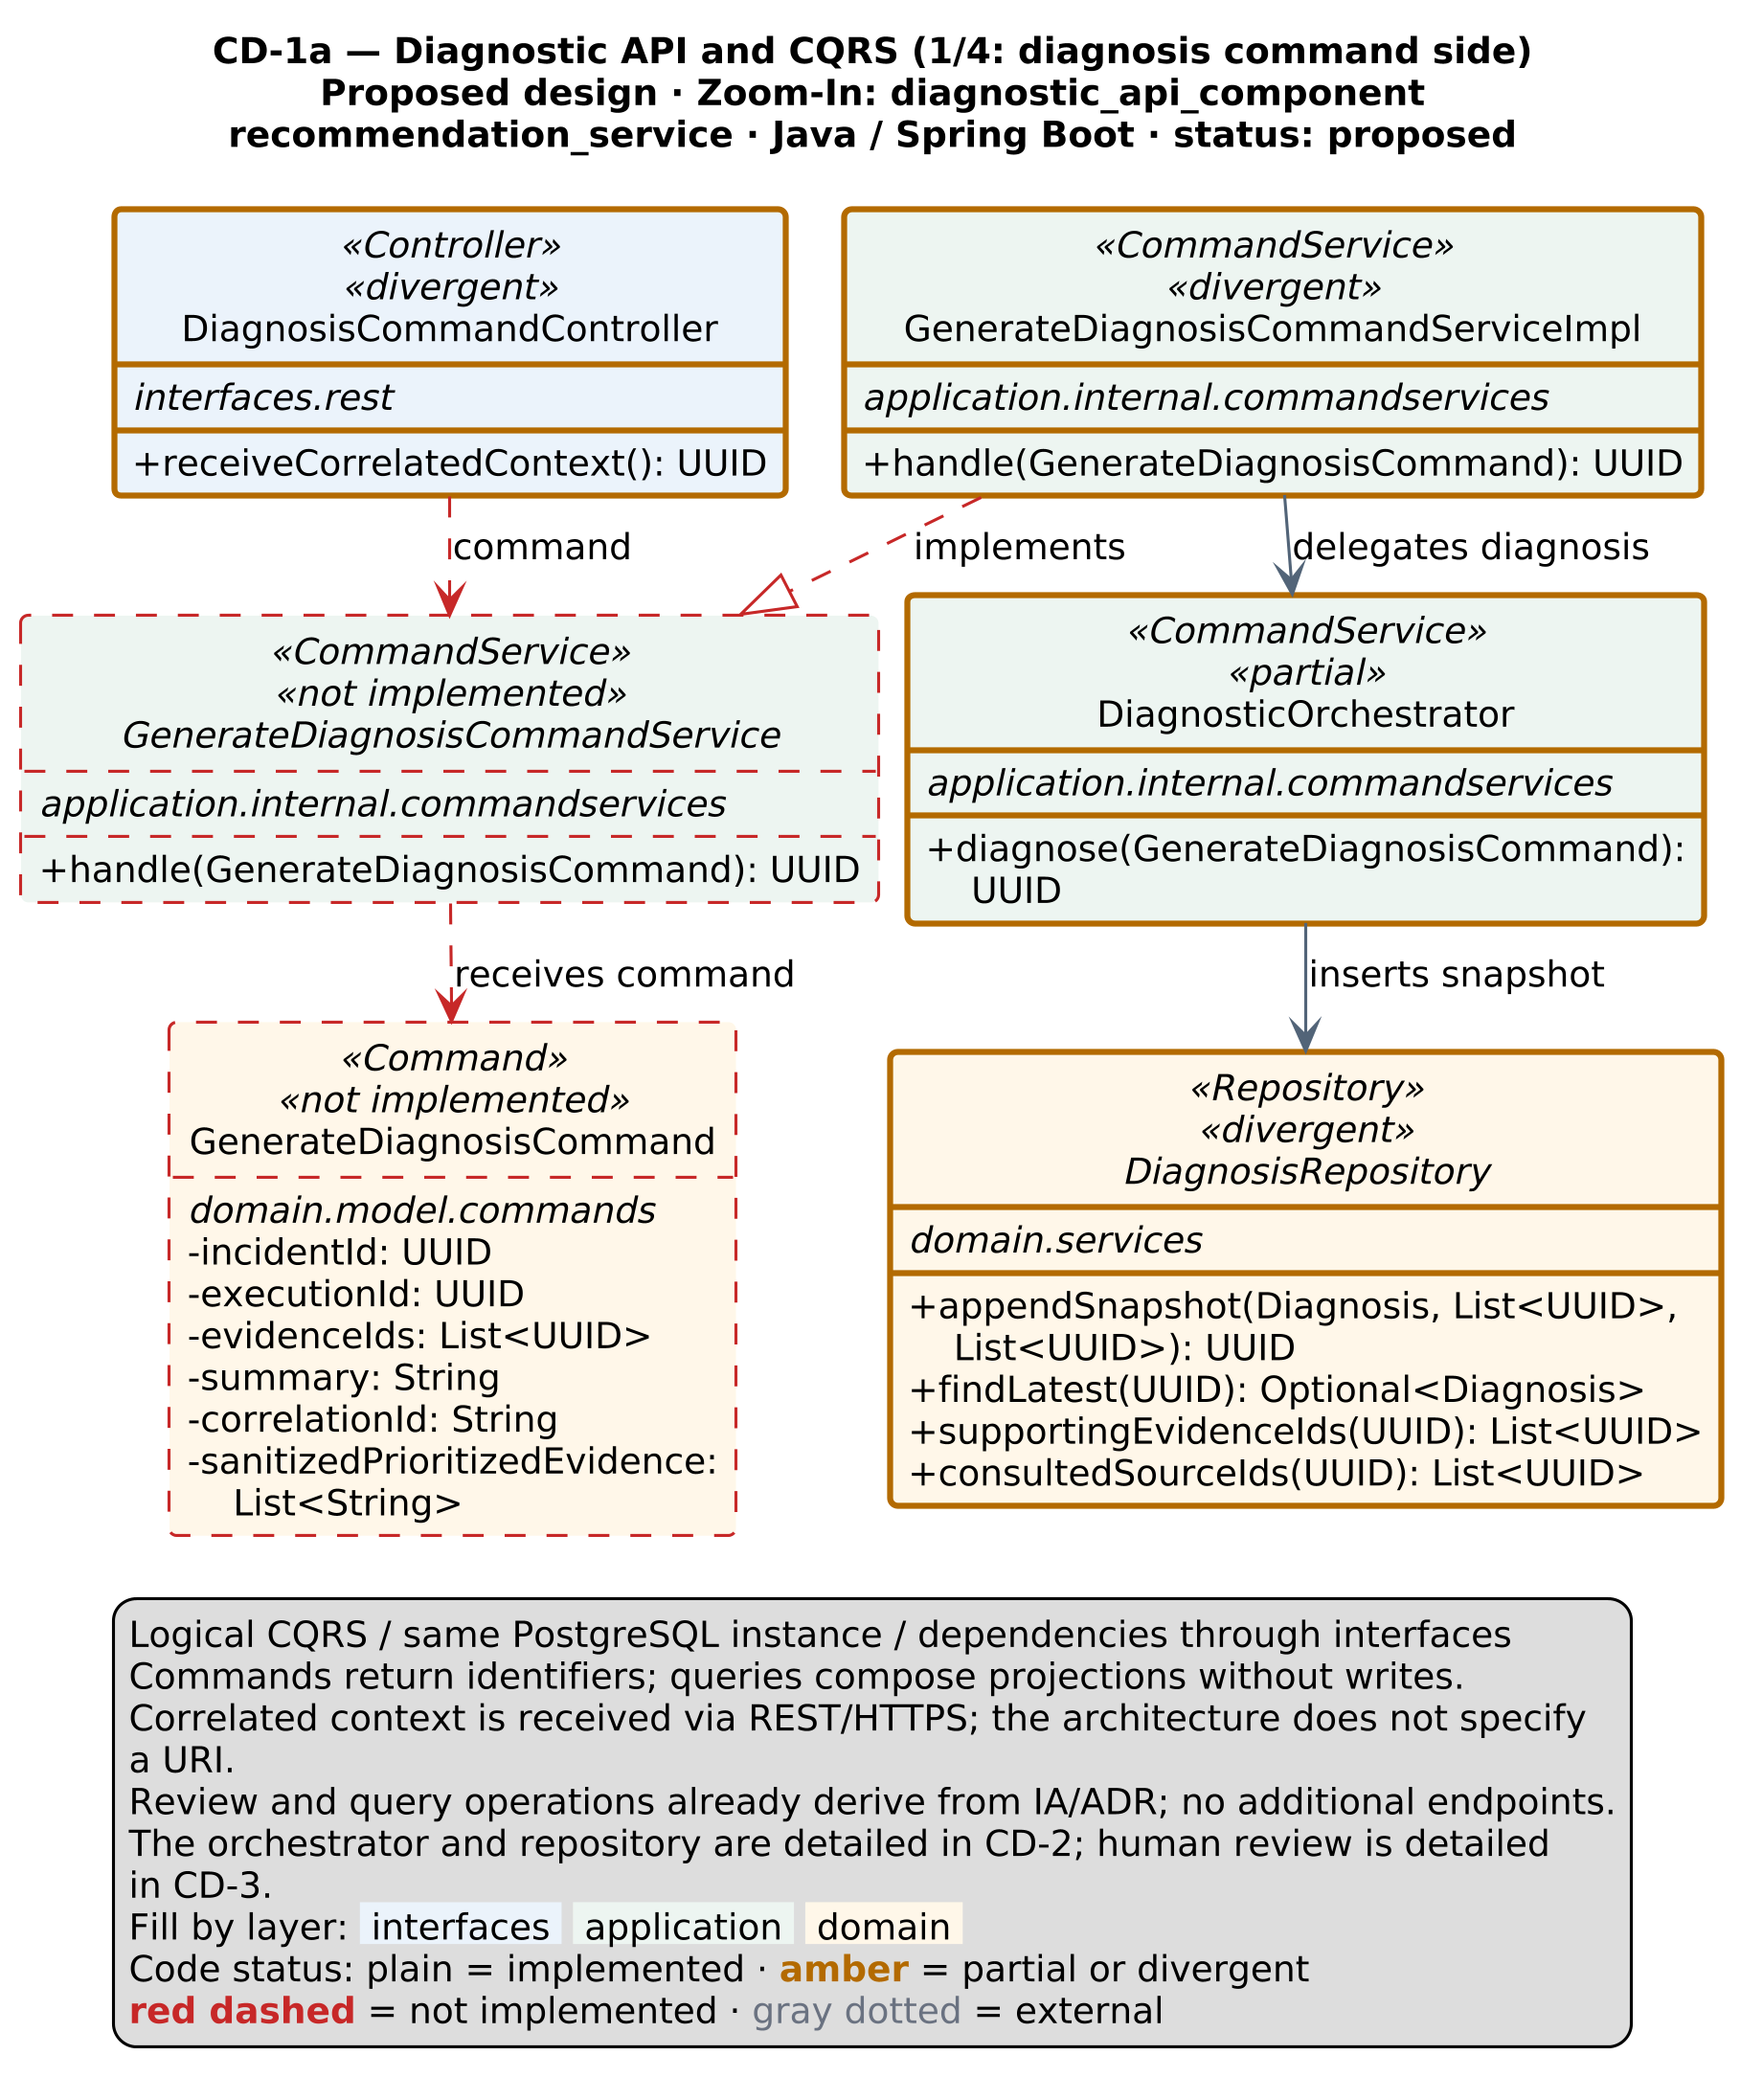 CD-1a — Diagnostic API and CQRS (1/4: diagnosis command side)
Proposed design · Zoom-In: diagnostic_api_component
recommendation_service · Java / Spring Boot · status: proposed
«Controller»
«divergent»
DiagnosisCommandController
interfaces.rest
+receiveCorrelatedContext(): UUID
«CommandService»
«divergent»
GenerateDiagnosisCommandServiceImpl
application.internal.commandservices
+handle(GenerateDiagnosisCommand): UUID
command
implements
delegates diagnosis
«CommandService»
«not implemented»
GenerateDiagnosisCommandService
application.internal.commandservices
+handle(GenerateDiagnosisCommand): UUID
«CommandService»
«partial»
DiagnosticOrchestrator
application.internal.commandservices
+diagnose(GenerateDiagnosisCommand):
UUID
receives command
inserts snapshot
«Command»
«not implemented»
GenerateDiagnosisCommand
domain.model.commands
-incidentId: UUID
-executionId: UUID
-evidenceIds: List<UUID>
-summary: String
-correlationId: String
-sanitizedPrioritizedEvidence:
List<String>
«Repository»
«divergent»
DiagnosisRepository
domain.services
+appendSnapshot(Diagnosis, List<UUID>,
List<UUID>): UUID
+findLatest(UUID): Optional<Diagnosis>
+supportingEvidenceIds(UUID): List<UUID>
+consultedSourceIds(UUID): List<UUID>
Logical CQRS / same PostgreSQL instance / dependencies through interfaces
Commands return identifiers; queries compose projections without writes.
Correlated context is received via REST/HTTPS; the architecture does not specify
a URI.
Review and query operations already derive from IA/ADR; no additional endpoints.
The orchestrator and repository are detailed in CD-2; human review is detailed
in CD-3.
Fill by layer: interfaces application domain
Code status: plain = implemented · amber = partial or divergent
red dashed = not implemented · gray dotted = external